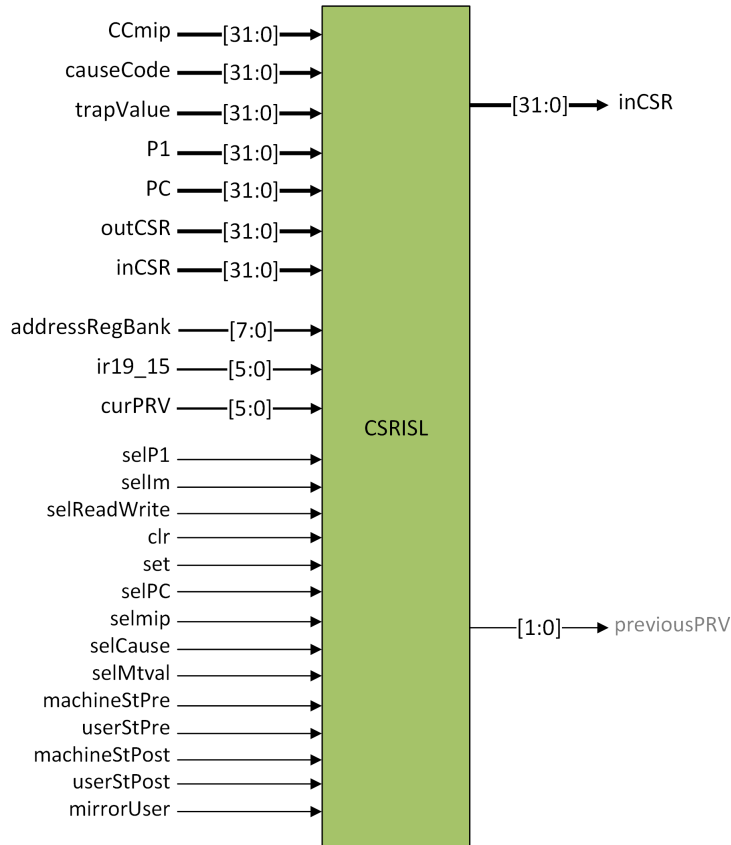 CCmip [31:0]
causeCode [31:0]
trapValue [31:0]
P1 [31:0]
PC [31:0]
outCSR [31:0]
inCSR [31:0]
addressRegBank [7:0]
ir19_15 [5:0]
curPRV [5:0]
selP1
selIm
selReadWrite
clr
set
selPC
selmip
selCause
selMtval
machineStPre
userStPre
machineStPost
userStPost
mirrorUser
CSRISL
[31:0] inCSR
[1:0] previousPRV